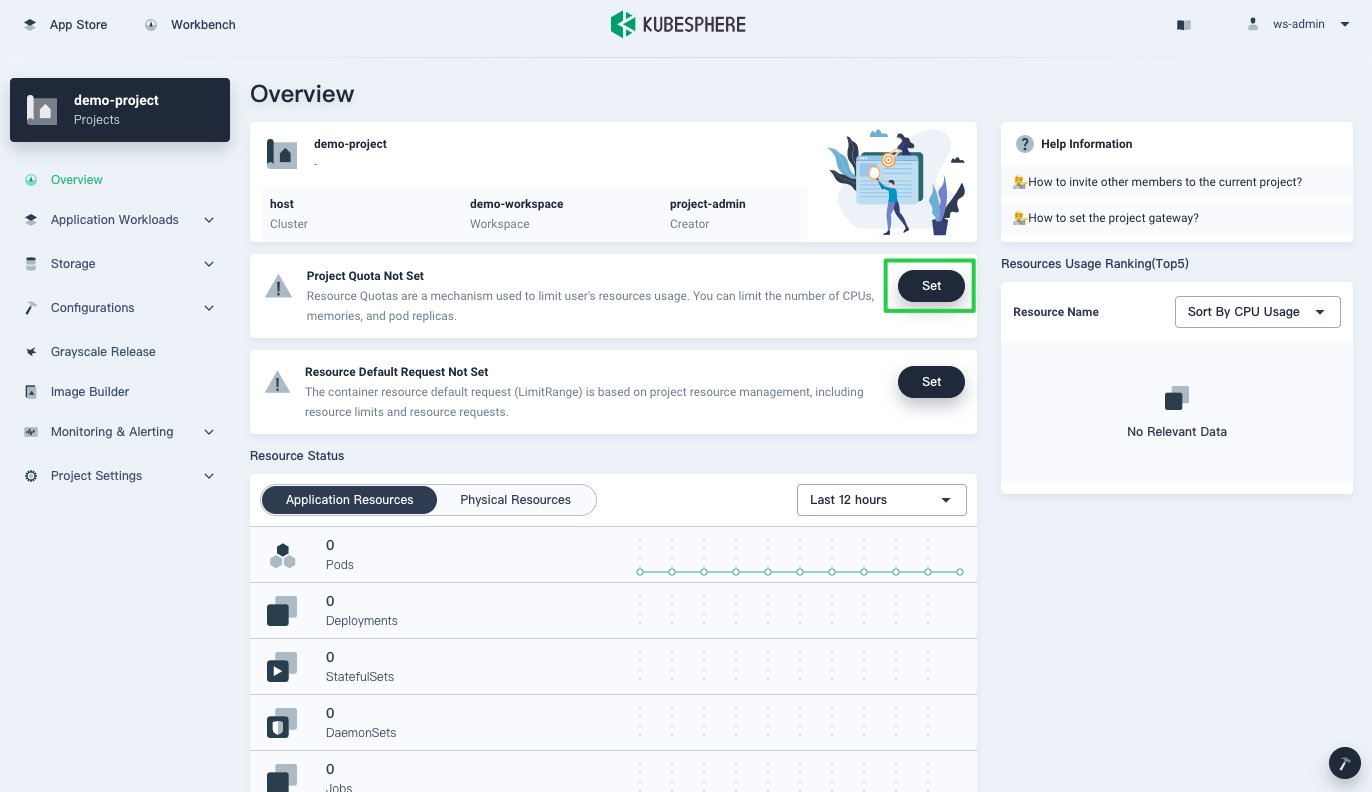 App Store
Workbench
KUBESPHERE
ws-admin
demo-project
Projects
Overview
Application Workloads
Storage
Configurations
Grayscale Release
Image Builder
Monitoring & Alerting
Project Settings
Overview
demo-project
-
host
Cluster
demo-workspace
Workspace
project-admin
Creator
Project Quota Not Set
Resource Quotas are a mechanism used to limit user's resources usage. You can limit the number of CPUs,
memories, and pod replicas.
Set
Resource Default Request Not Set
The container resource default request (LimitRange) is based on project resource management, including
resource limits and resource requests.
Set
Resource Status
Application Resources
Physical Resources
Last 12 hours
0
Pods
0
Deployments
0
StatefulSets
0
DaemonSets
0
Jobs
Help Information
How to invite other members to the current project?
How to set the project gateway?
Resources Usage Ranking(Top5)
Resource Name
Sort By CPU Usage
No Relevant Data